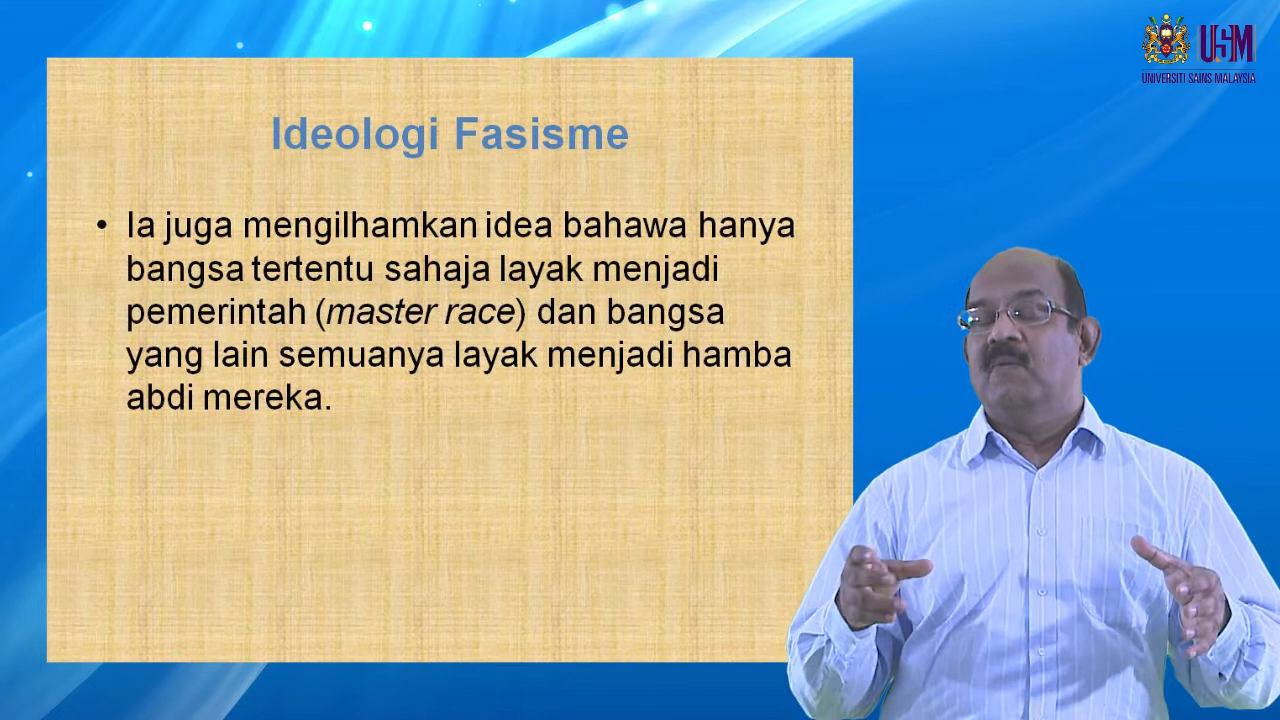 USM
UNIVERSITI SAINS MALAYSIA
Ideologi Fasisme
• Ia juga mengilhamkan idea bahawa hanya
bangsa tertentu sahaja layak menjadi
pemerintah (master race) dan bangsa
yang lain semuanya layak menjadi hamba
abdi mereka.